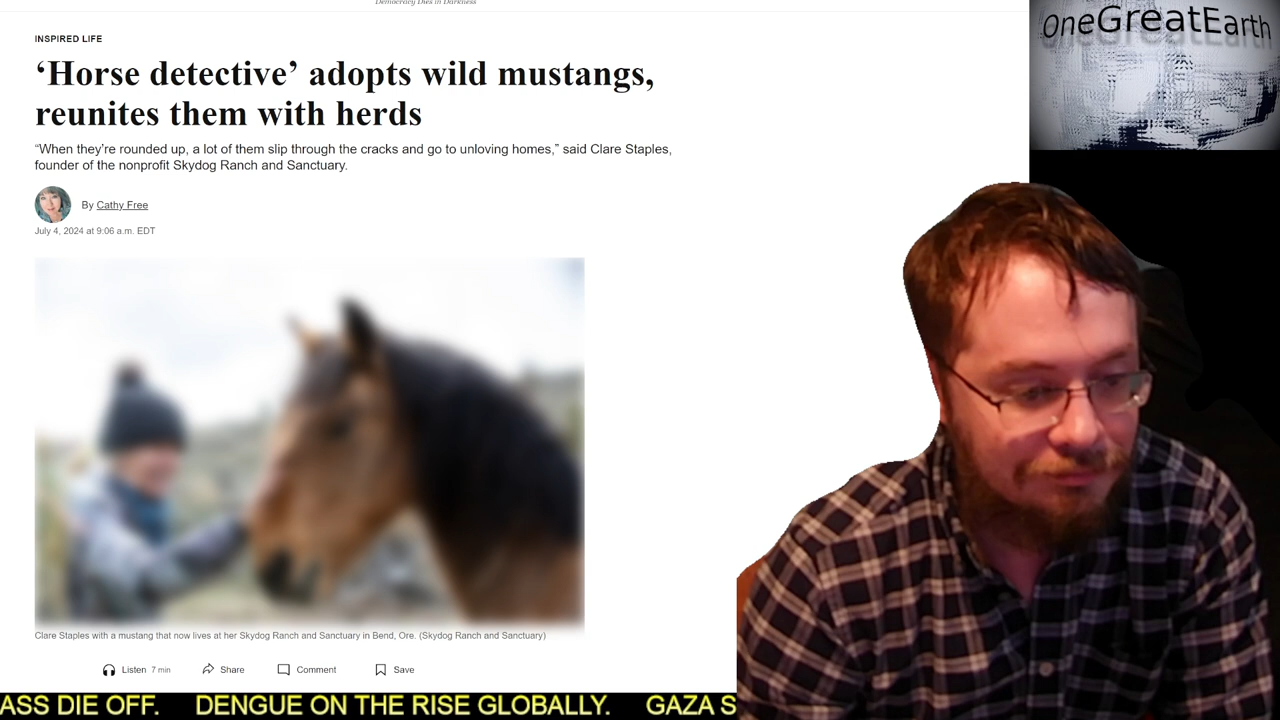 Democracy Dies in Darkness
OneGreatEarth
INSPIRED LIFE
‘Horse detective’ adopts wild mustangs,
reunites them with herds
“When they’re rounded up, a lot of them slip through the cracks and go to unloving homes,” said Clare Staples,
founder of the nonprofit Skydog Ranch and Sanctuary.
By Cathy Free
July 4, 2024 at 9:06 a.m. EDT
Clare Staples with a mustang that now lives at her Skydog Ranch and Sanctuary in Bend, Ore. (Skydog Ranch and Sanctuary)
Listen 7 min Share Comment Save
ASS DIE OFF. DENGUE ON THE RISE GLOBALLY. GAZA S